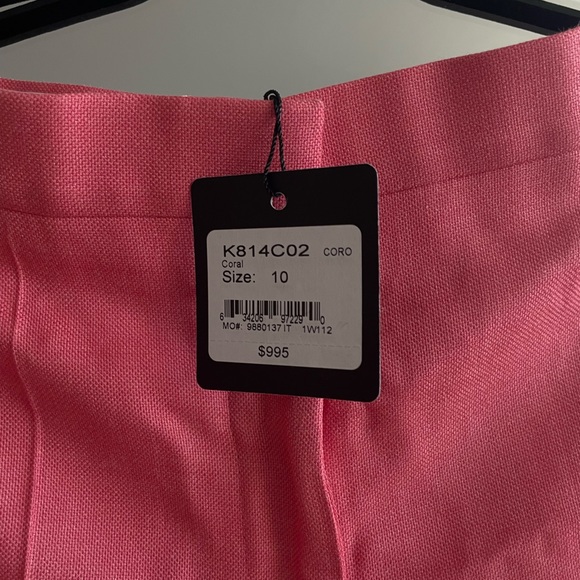 K814C02 CORO
Coral
Size: 10
6 34206 97229 0
MO#: 9880137 IT 1W112
$995